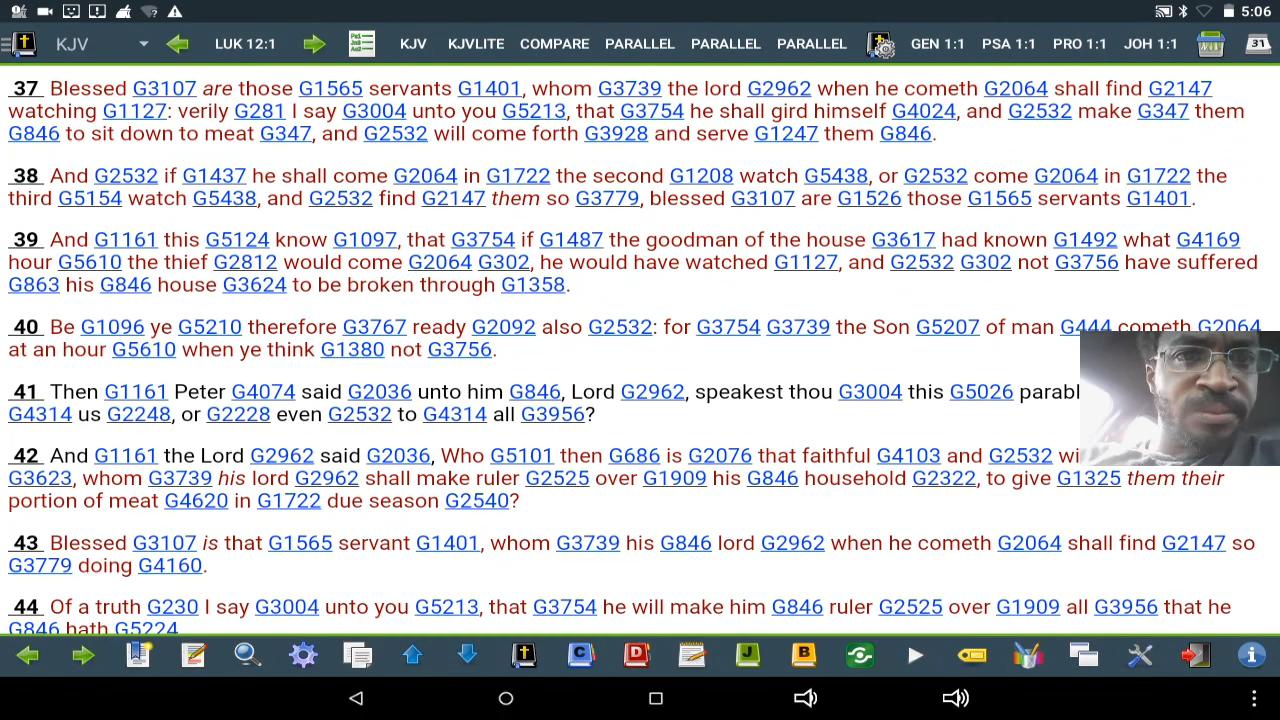 5:06
KJV LUK 12:1 KJV KJVLITE COMPARE PARALLEL PARALLEL PARALLEL GEN 1:1 PSA 1:1 PRO 1:1 JOH 1:1 31
37 Blessed G3107 are those G1565 servants G1401, whom G3739 the lord G2962 when he cometh G2064 shall find G2147
watching G1127: verily G281 I say G3004 unto you G5213, that G3754 he shall gird himself G4024, and G2532 make G347 them
G846 to sit down to meat G347, and G2532 will come forth G3928 and serve G1247 them G846.
38 And G2532 if G1437 he shall come G2064 in G1722 the second G1208 watch G5438, or G2532 come G2064 in G1722 the
third G5154 watch G5438, and G2532 find G2147 them so G3779, blessed G3107 are G1526 those G1565 servants G1401.
39 And G1161 this G5124 know G1097, that G3754 if G1487 the goodman of the house G3617 had known G1492 what G4169
hour G5610 the thief G2812 would come G2064 G302, he would have watched G1127, and G2532 G302 not G3756 have suffered
G863 his G846 house G3624 to be broken through G1358.
40 Be G1096 ye G5210 therefore G3767 ready G2092 also G2532: for G3754 G3739 the Son G5207 of man G444 cometh G2064
at an hour G5610 when ye think G1380 not G3756.
41 Then G1161 Peter G4074 said G2036 unto him G846, Lord G2962, speakest thou G3004 this G5026 parabl
G4314 us G2248, or G2228 even G2532 to G4314 all G3956?
42 And G1161 the Lord G2962 said G2036, Who G5101 then G686 is G2076 that faithful G4103 and G2532 wi
G3623, whom G3739 his lord G2962 shall make ruler G2525 over G1909 his G846 household G2322, to give G1325 them their
portion of meat G4620 in G1722 due season G2540?
43 Blessed G3107 is that G1565 servant G1401, whom G3739 his G846 lord G2962 when he cometh G2064 shall find G2147 so
G3779 doing G4160.
44 Of a truth G230 I say G3004 unto you G5213, that G3754 he will make him G846 ruler G2525 over G1909 all G3956 that he
G846 hath G5224
C D J B